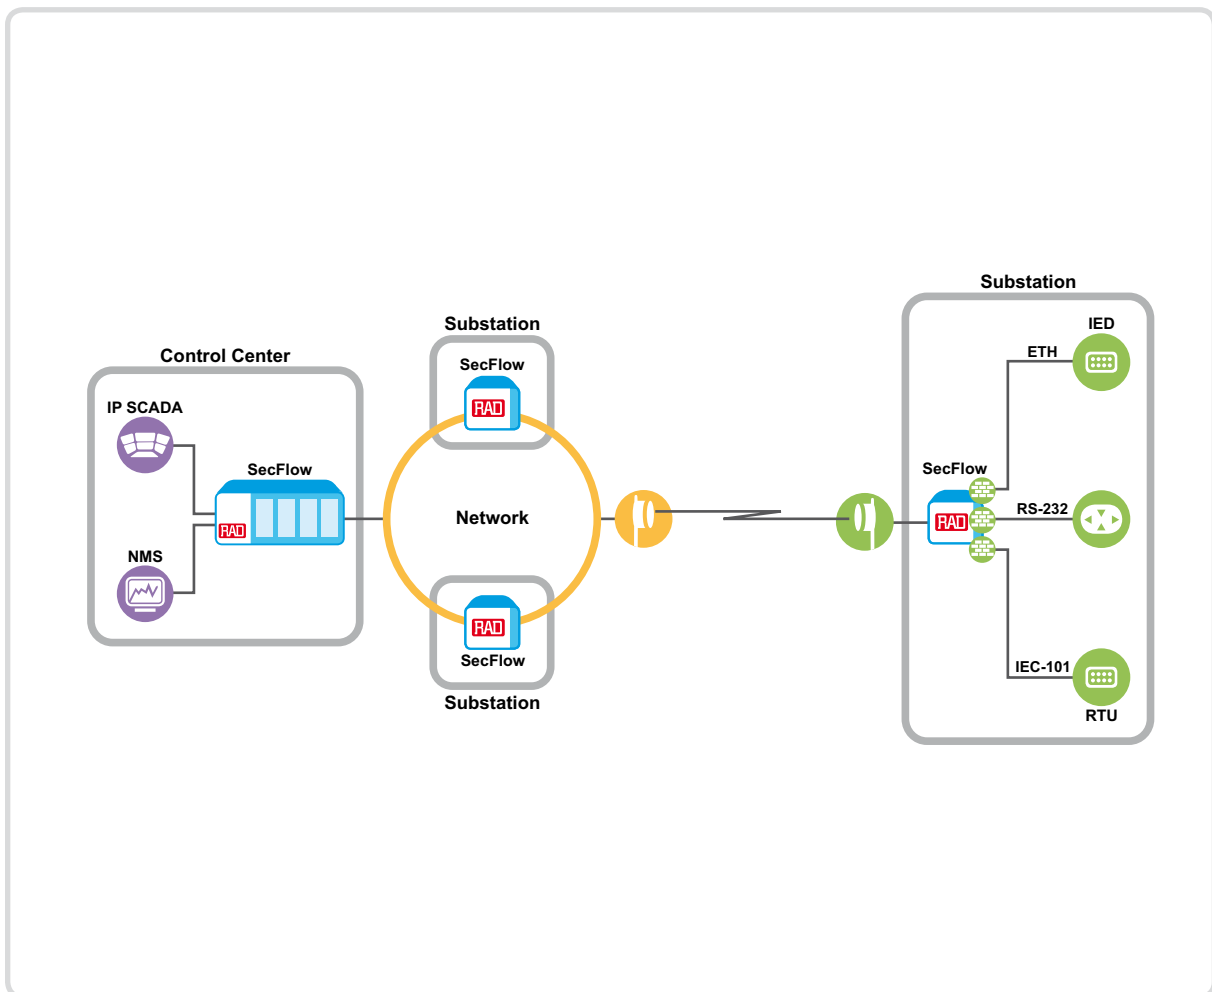 Control Center
IP SCADA
SecFlow
RAD
NMS
Substation
SecFlow
RAD
Network
RAD
SecFlow
Substation
Substation
IED
ETH
SecFlow
RAD
RS-232
IEC-101
RTU